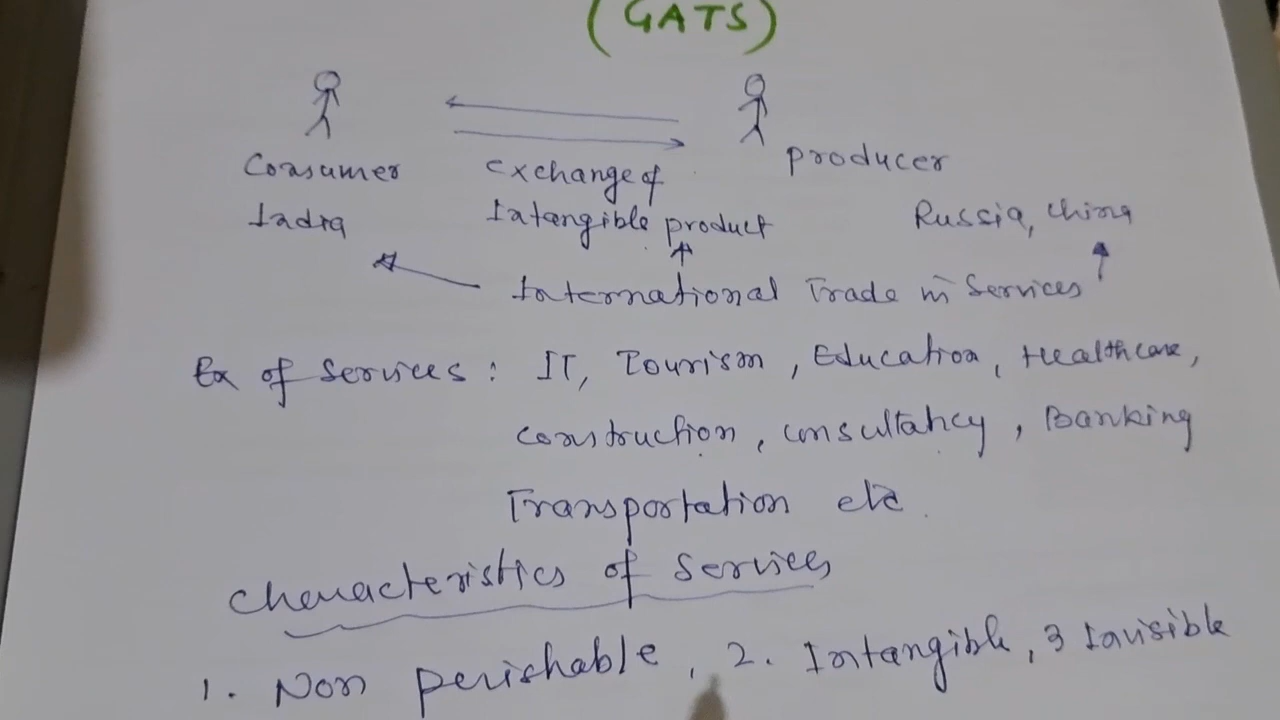 (GATS)
Consumer exchange of producer
India Intangible product Russia, China
International Trade in Services
Ex of Services : IT, Tourism, Education, Healthcare,
construction, consultancy, Banking
Transportation etc.
Characteristics of Services
1. Non perishable, 2. Intangible, 3 Invisible